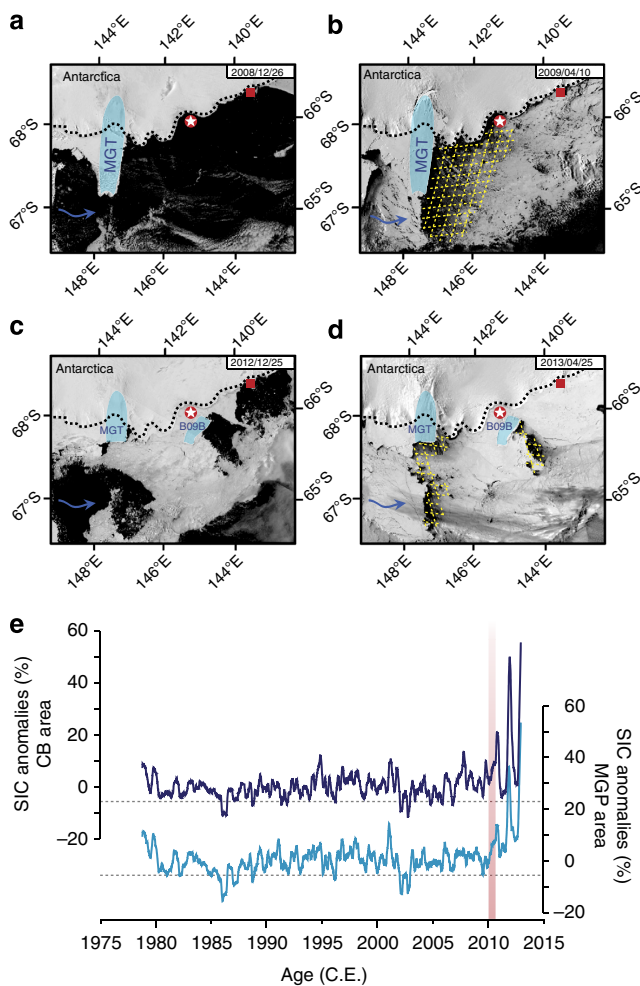 a
144°E 142°E 140°E
Antarctica
2008/12/26
68°S
66°S
MGT
67°S
65°S
148°E 146°E 144°E
b
144°E 142°E 140°E
Antarctica
2009/04/10
68°S
66°S
MGT
67°S
65°S
148°E 146°E 144°E
c
144°E 142°E 140°E
Antarctica
2012/12/25
68°S
66°S
MGT
B09B
67°S
65°S
148°E 146°E 144°E
d
144°E 142°E 140°E
Antarctica
2013/04/25
68°S
66°S
MGT
B09B
67°S
65°S
148°E 146°E 144°E
e
SIC anomalies (%)
CB area
60
40
20
0
−20
60
40
20
0
−20
SIC anomalies (%)
MGP area
1975 1980 1985 1990 1995 2000 2005 2010 2015
Age (C.E.)